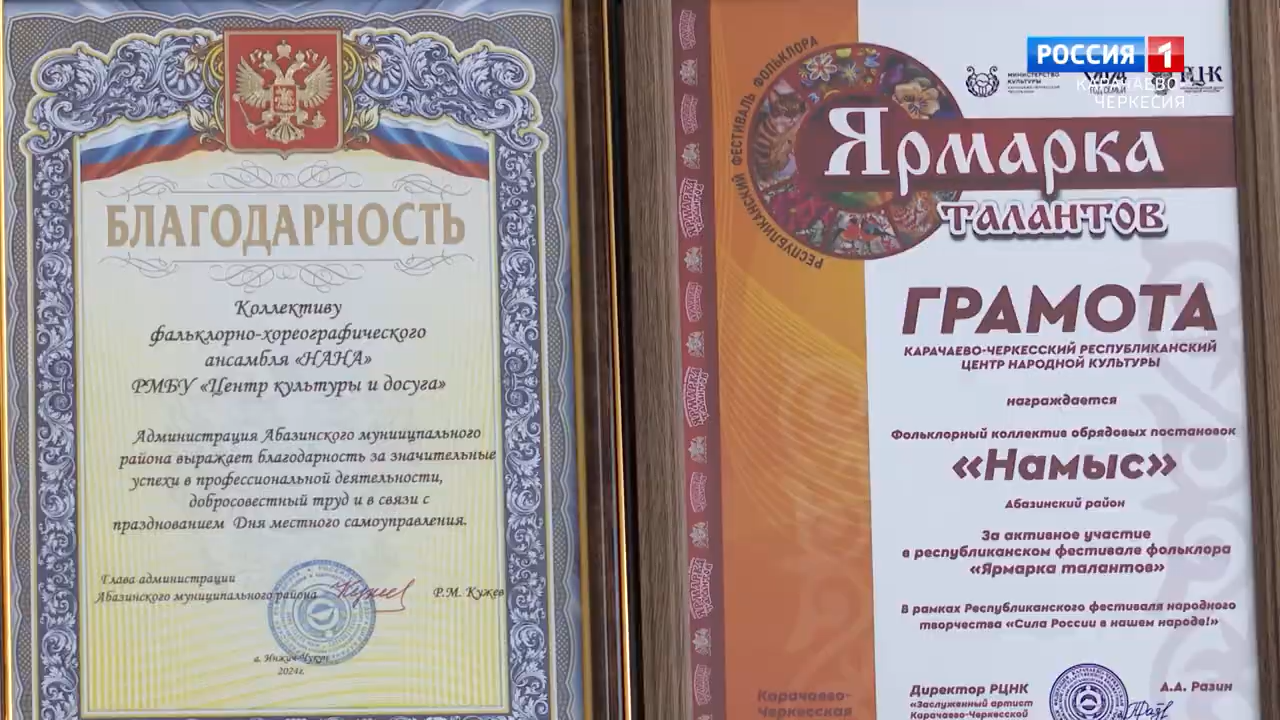 БЛАГОДАРНОСТЬ
Коллективу
фальклорно-хореографического
ансамбля «НАНА»
РМБУ «Центр культуры и досуга»
Администрация Абазинского муниицпального
района выражает благодарность за значительные
успехи в профессиональной деятельности,
добросовестный труд и в связи с
празднованием Дня местного самоуправления.
Глава администрации
Абазинского муниципального района
Р.М. Кужев
а. Инжич-Чукун
2024г.
РОССИЯ 1
КАРАЧАЕВО-
ЧЕРКЕСИЯ
МИНИСТЕРСТВО
КУЛЬТУРЫ
РЕСПУБЛИКАНСКИЙ ФЕСТИВАЛЬ ФОЛЬКЛОРА
Ярмарка
талантов
ГРАМОТА
КАРАЧАЕВО-ЧЕРКЕССКИЙ РЕСПУБЛИКАНСКИЙ
ЦЕНТР НАРОДНОЙ КУЛЬТУРЫ
награждается
Фольклорный коллектив обрядовых постановок
«Намыс»
Абазинский район
За активное участие
в республиканском фестивале фольклора
«Ярмарка талантов»
В рамках Республиканского фестиваля народного
творчества «Сила России в нашем народе!»
Директор РЦНК
А.А. Разин
«Заслуженный артист
Карачаево-Черкесской
Карачаево-
Черкесская